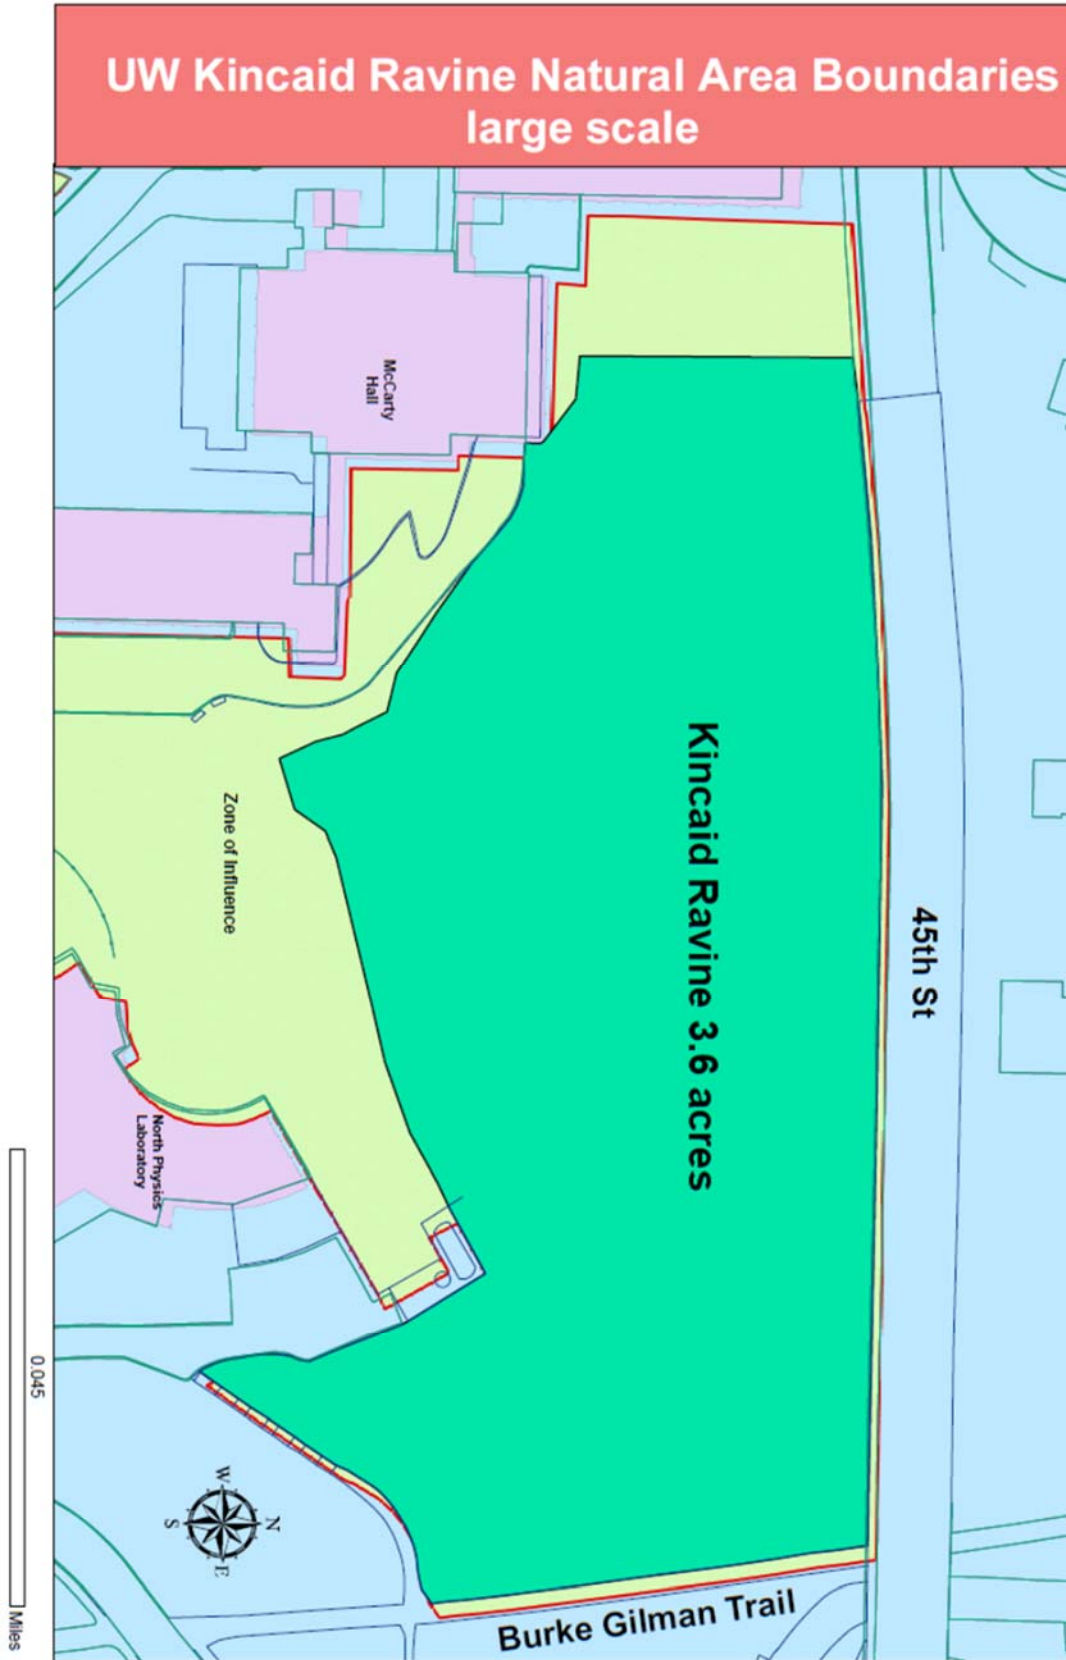 UW Kincaid Ravine Natural Area Boundaries
large scale
McCarty
Hall
Kincaid Ravine 3.6 acres
45th St
Zone of Influence
North Physics
Laboratory
0.045
Miles
W
N
S
E
Burke Gilman Trail